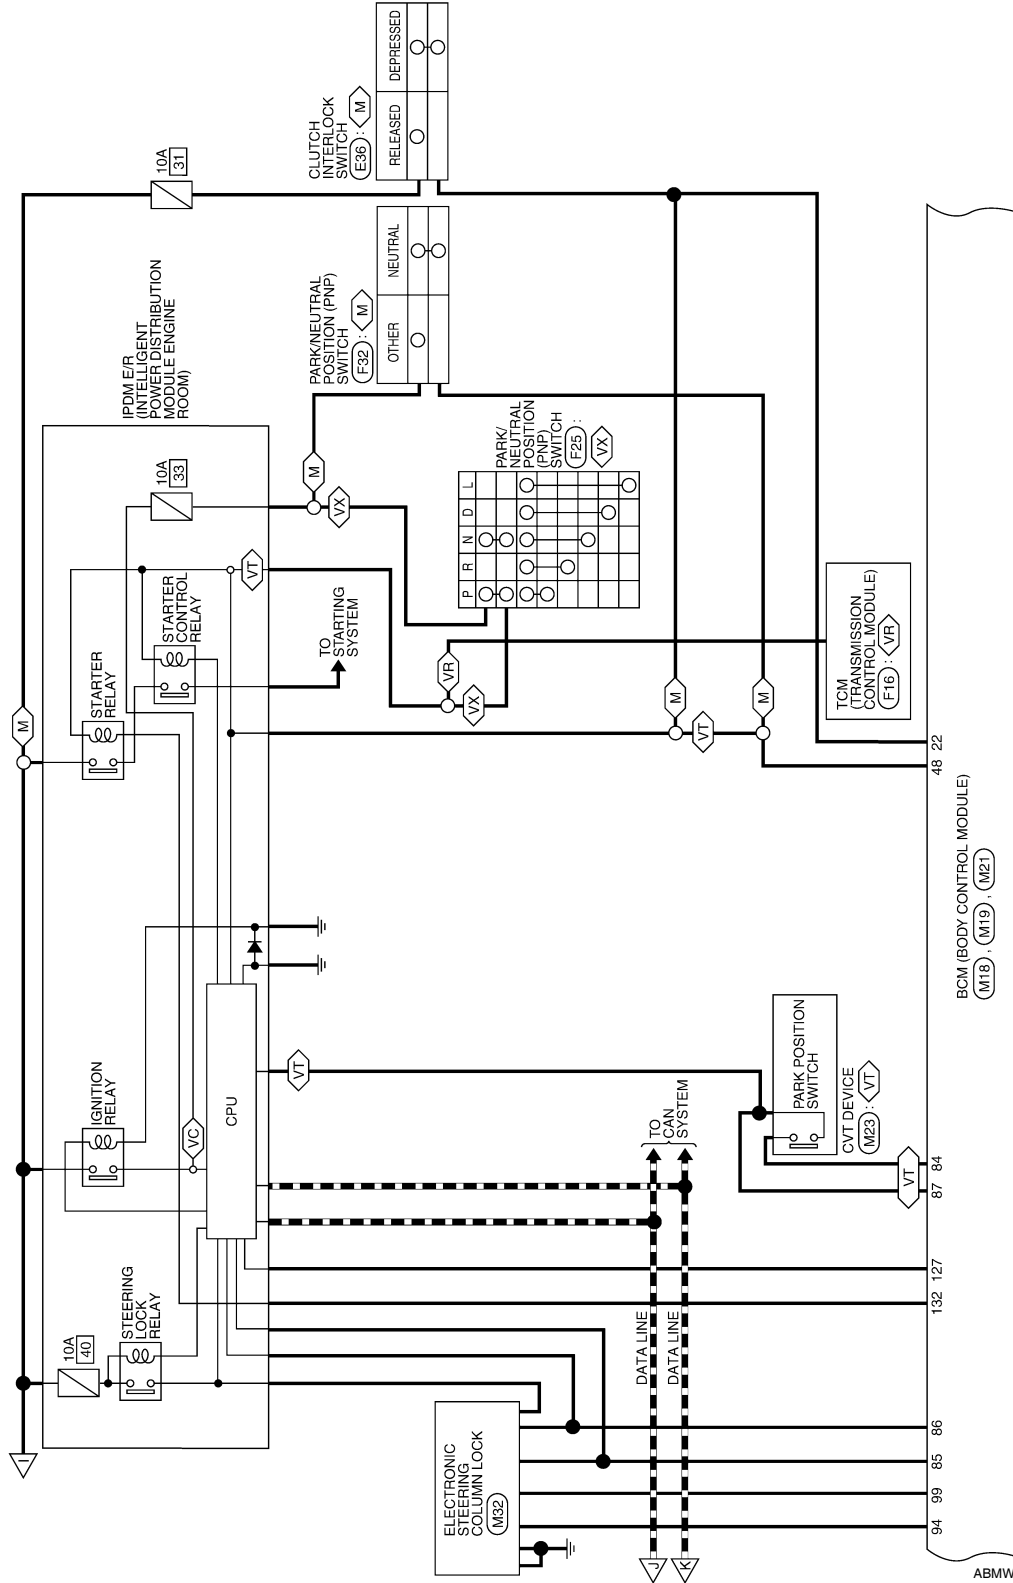 I
M
10A
31
CLUTCH
INTERLOCK
SWITCH
E36 : M
RELEASED
DEPRESSED
IPDM E/R
(INTELLIGENT
POWER DISTRIBUTION
MODULE ENGINE
ROOM)
10A
40
STEERING
LOCK
RELAY
IGNITION
RELAY
VC
CPU
STARTER
RELAY
STARTER
CONTROL
RELAY
10A
33
VT
M
VX
TO
STARTING
SYSTEM
PARK/NEUTRAL
POSITION (PNP)
SWITCH
F32 : M
OTHER
NEUTRAL
PARK/
NEUTRAL
POSITION
(PNP)
SWITCH
F25 :
VX
P
R
N
D
L
VR
VX
M
VT
M
TCM
(TRANSMISSION
CONTROL MODULE)
F16 : VR
VT
PARK POSITION
SWITCH
CVT DEVICE
M23 : VT
VT
TO
CAN
SYSTEM
DATA LINE
DATA LINE
J
K
ELECTRONIC
STEERING
COLUMN LOCK
M32
94
99
85
86
132
127
87
84
48
22
BCM (BODY CONTROL MODULE)
M18 , M19 , M21
ABMW